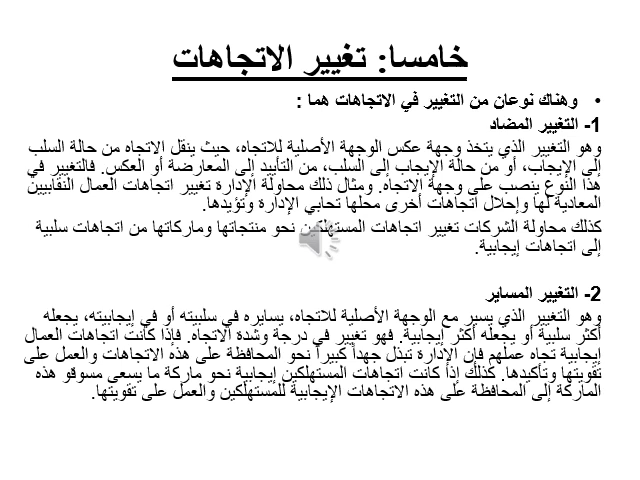 خامسا: تغيير الاتجاهات
• وهناك نوعان من التغيير في الاتجاهات هما :
1- التغيير المضاد
وهو التغيير الذي يتخذ وجهة عكس الوجهة الأصلية للاتجاه، حيث ينقل الاتجاه من حالة السلب
إلى الإيجاب، أو من حالة الإيجاب إلى السلب، من التأييد إلى المعارضة أو العكس. فالتغيير في
هذا النوع ينصب على وجهة الاتجاه. ومثال ذلك محاولة الإدارة تغيير اتجاهات العمال النقابيين
المعادية لها وإحلال اتجاهات أخرى محلها تحابي الإدارة وتؤيدها.
كذلك محاولة الشركات تغيير اتجاهات المستهلكين نحو منتجاتها وماركاتها من اتجاهات سلبية
إلى اتجاهات إيجابية.
2- التغيير المساير
وهو التغيير الذي يسير مع الوجهة الأصلية للاتجاه، يسايره في سلبيته أو في إيجابيته، يجعله
أكثر سلبية أو يجعله أكثر إيجابية. فهو تغيير في درجة وشدة الاتجاه. فإذا كانت اتجاهات العمال
إيجابية تجاه عملهم فإن الإدارة تبذل جهداً كبيراً نحو المحافظة على هذه الاتجاهات والعمل على
تقويتها وتأكيدها. كذلك إذا كانت اتجاهات المستهلكين إيجابية نحو ماركة ما يسعى مسوقو هذه
الماركة إلى المحافظة على هذه الاتجاهات الإيجابية للمستهلكين والعمل على تقويتها.